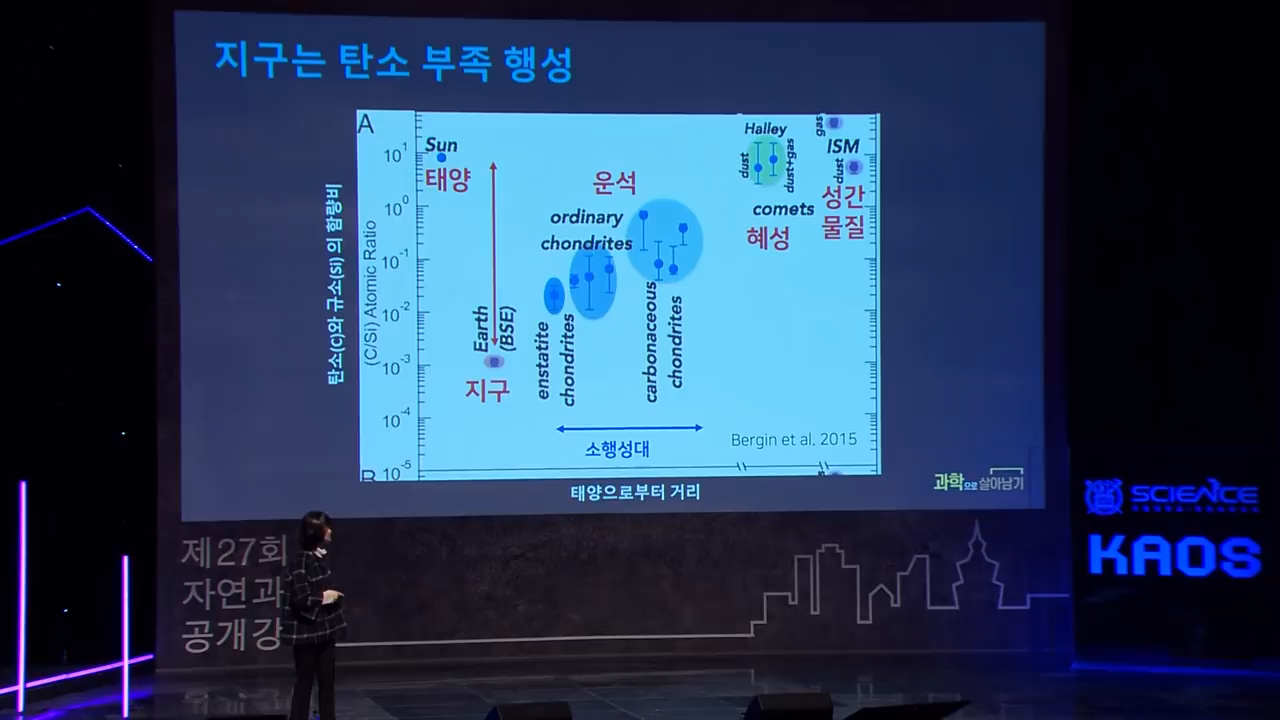 지구는 탄소 부족 행성
A
Sun
태양
Halley
dust
dust+gas
gas
ISM
dust
성간
물질
comets
혜성
운석
ordinary
chondrites
carbonaceous
chondrites
enstatite
chondrites
Earth
(BSE)
지구
탄소(C)와 규소(Si) 의 함량비
(C/Si) Atomic Ratio
10¹
10⁰
10⁻¹
10⁻²
10⁻³
10⁻⁴
10⁻⁵
B
소행성대
Bergin et al. 2015
태양으로부터 거리
과학으로 살아남기
제27회
자연과
공개강
SCIENCE
KAOS